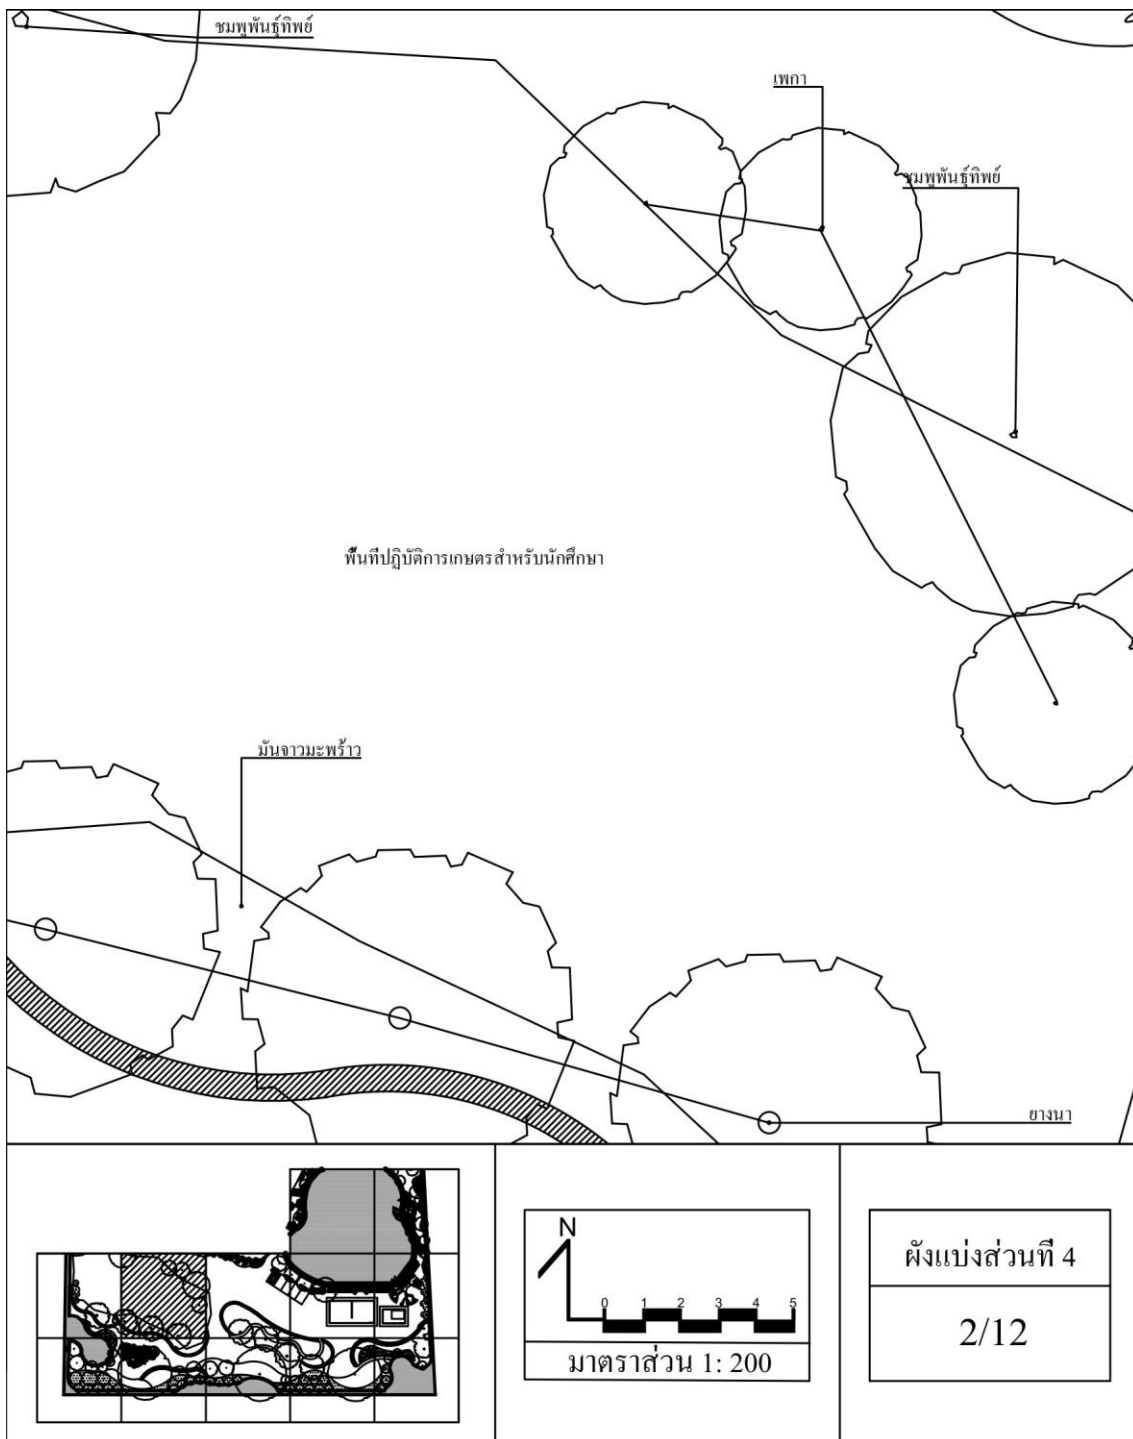 ชมพูพันธุ์ทิพย์
เพกา
ชมพูพันธุ์ทิพย์
พื้นที่ปฏิบัติการเกษตรสำหรับนักศึกษา
มันจาวมะพร้าว
ยางนา
N
0 1 2 3 4 5
มาตราส่วน 1: 200
ผังแบ่งส่วนที่ 4
2/12